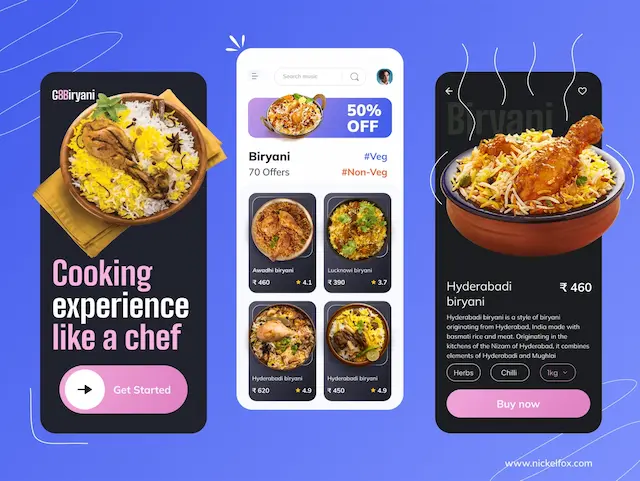 G8Biryani
Cooking
experience
like a chef
Get Started
Search meals
50%
OFF
Biryani
#Veg
70 Offers
#Non-Veg
Awadhi biryani
₹ 460
★ 4.1
Lucknowi biryani
₹ 390
★ 3.7
Hyderabadi biryani
₹ 620
★ 4.9
Hyderabadi biryani
₹ 450
★ 4.9
Biryani
Hyderabadi
biryani
₹ 460
Hyderabadi biryani is a style of biryani
originating from Hyderabad, India made with
basmati rice and meat. Originating in the
kitchens of the Nizam of Hyderabad, it combines
elements of Hyderabadi and Mughlai
Herbs
Chilli
1kg
Buy now
www.nickelfox.com